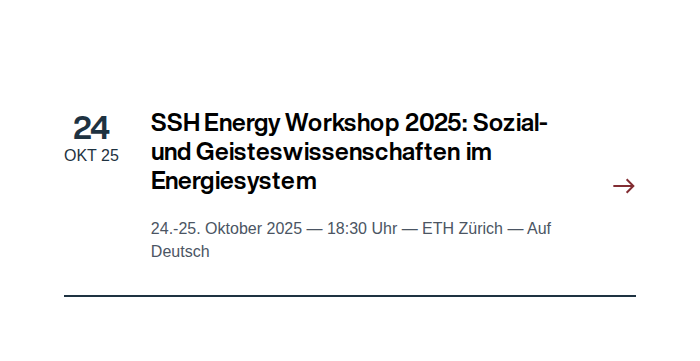 24
OKT 25
SSH Energy Workshop 2025: Sozial-
und Geisteswissenschaften im
Energiesystem
24.-25. Oktober 2025 — 18:30 Uhr — ETH Zürich — Auf
Deutsch